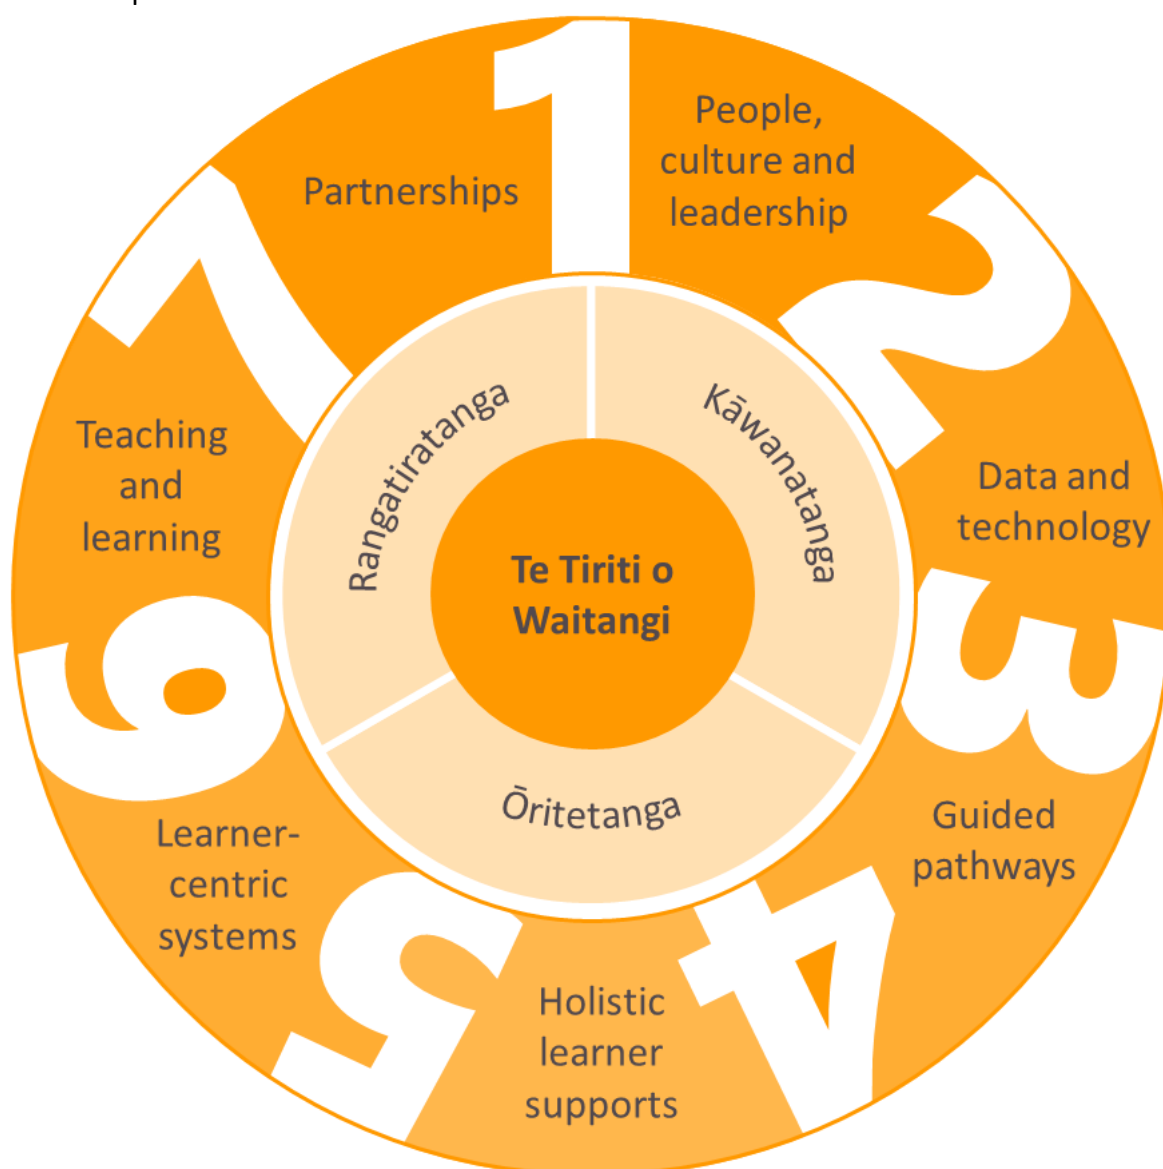 1
People,
culture and
leadership
2
Data and
technology
3
Guided
pathways
4
Holistic
learner
supports
5
Learner-
centric
systems
6
Teaching
and
learning
7
Partnerships
Rangatiratanga
Kāwanatanga
Ōritetanga
Te Tiriti o
Waitangi